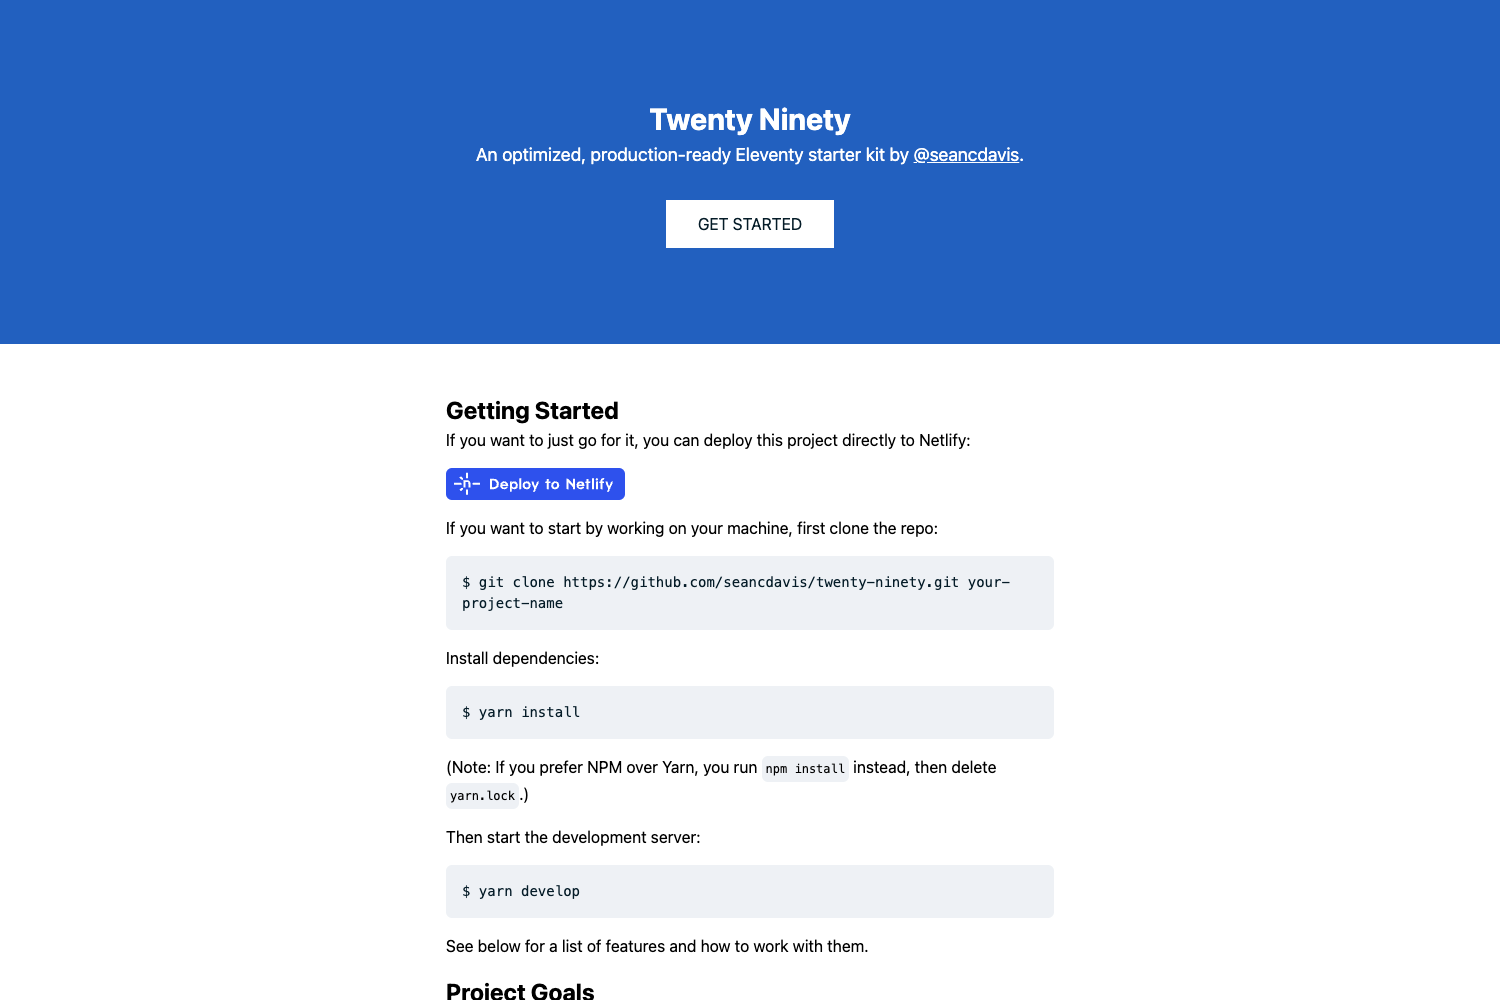 Twenty Ninety
An optimized, production-ready Eleventy starter kit by @seancdavis.
GET STARTED
Getting Started
If you want to just go for it, you can deploy this project directly to Netlify:
Deploy to Netlify
If you want to start by working on your machine, first clone the repo:
$ git clone https://github.com/seancdavis/twenty-ninety.git your-
project-name
Install dependencies:
$ yarn install
(Note: If you prefer NPM over Yarn, you run npm install instead, then delete
yarn.lock.)
Then start the development server:
$ yarn develop
See below for a list of features and how to work with them.
Project Goals